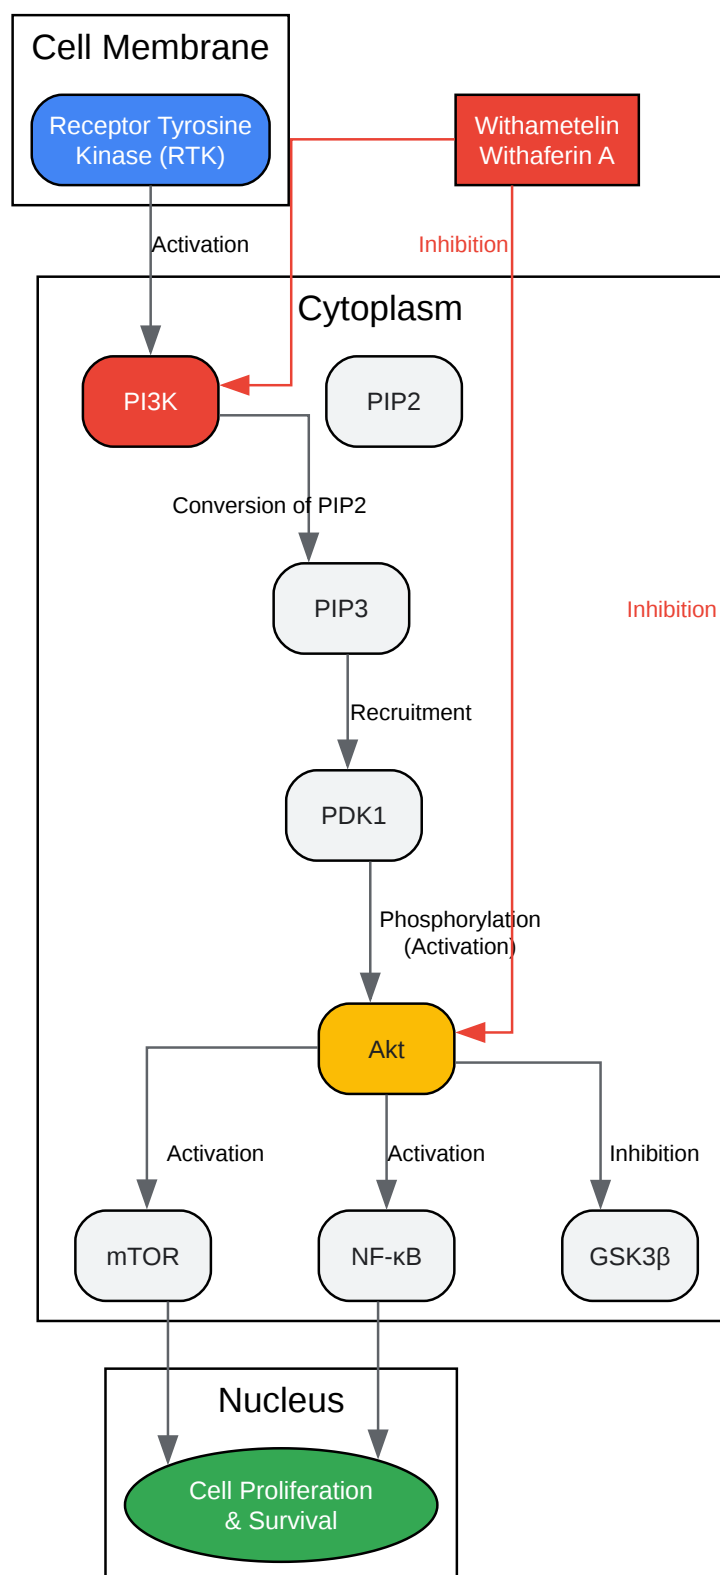 Cell Membrane
Receptor Tyrosine
Kinase (RTK)
Withametelin
Withaferin A
Activation
Inhibition
Cytoplasm
PI3K
PIP2
Conversion of PIP2
PIP3
Inhibition
Recruitment
PDK1
Phosphorylation
(Activation)
Akt
Activation
Activation
Inhibition
mTOR
NF-κB
GSK3β
Nucleus
Cell Proliferation
& Survival